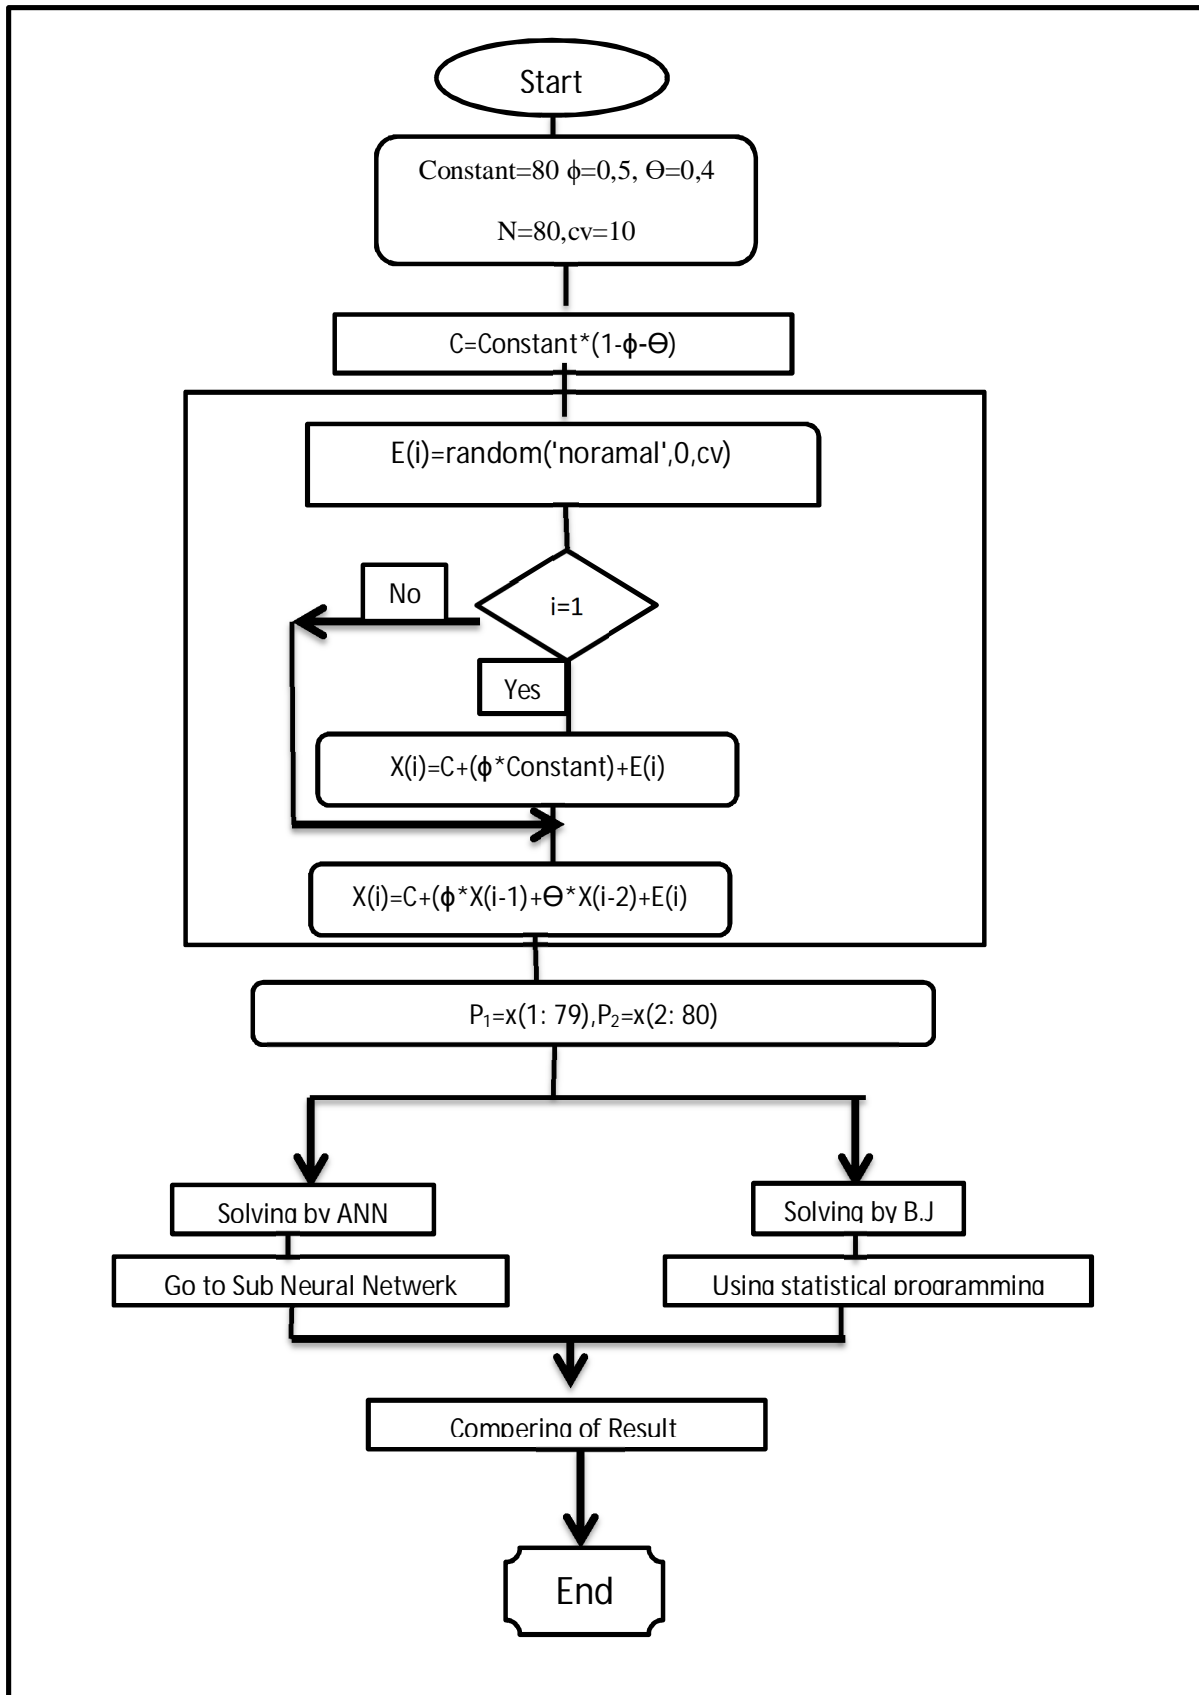 Start
Constant=80 ϕ=0,5, Ө=0,4
N=80,cv=10
C=Constant*(1-ϕ-Ө)
E(i)=random('noramal',0,cv)
i=1
No
Yes
X(i)=C+(ϕ*Constant)+E(i)
X(i)=C+(ϕ*X(i-1)+Ө*X(i-2)+E(i)
P₁=x(1: 79),P₂=x(2: 80)
Solving by ANN
Solving by B.J
Go to Sub Neural Netwerk
Using statistical programming
Compering of Result
End